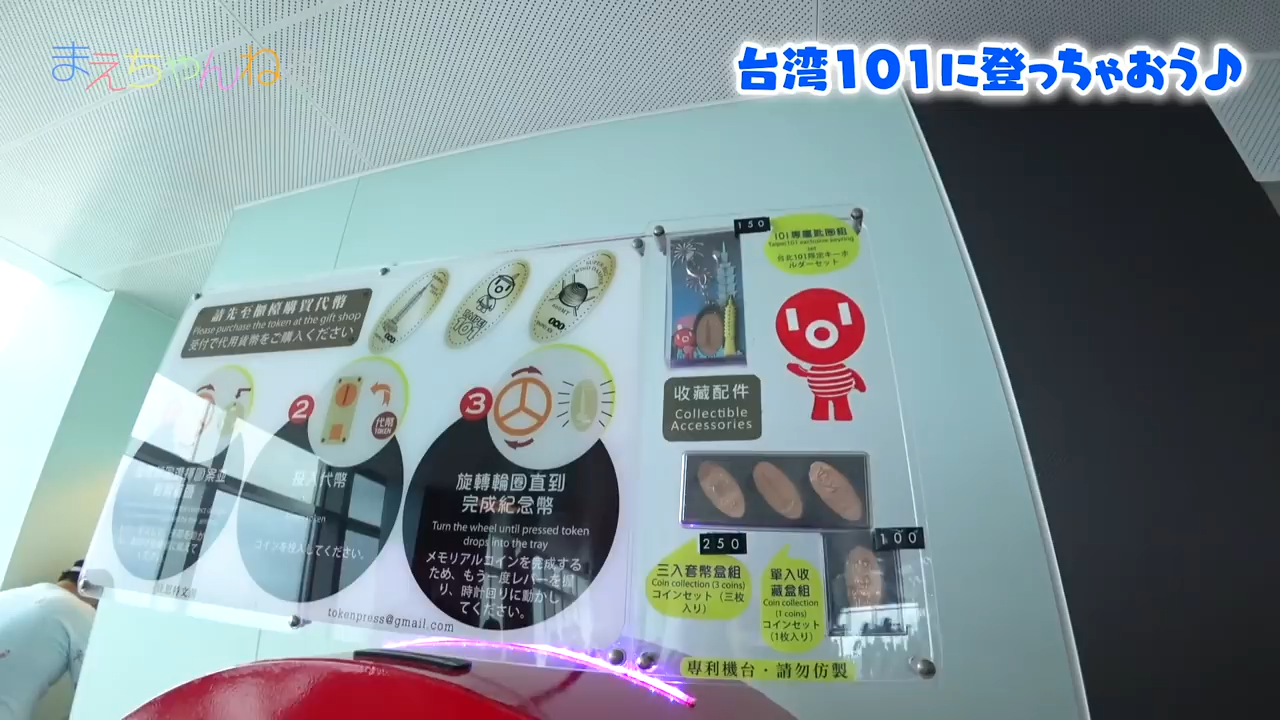 まえちゃんね
台湾101に登っちゃおう♪
請先至櫃檯購買代幣
Please purchase the token at the gift shop
受付で代用貨幣をご購入ください
2
代幣
TOKEN
投入代幣
コインを投入してください。
3
旋轉輪圈直到
完成紀念幣
Turn the wheel until pressed token
drops into the tray
メモリアルコインを完成する
ため、もう一度レバーを握
り、時計回りに動かし
てください。
tokenpress@gmail.com
150
101專屬匙圈組
Taipei101 exclusive keyring
set
台北101限定キーホ
ルダーセット
收藏配件
Collectible
Accessories
250
三入套幣盒組
Coin collection (3 coins)
コインセット（三枚
入り）
100
單入收
藏盒組
Coin collection
(1 coins)
コインセット
(1枚入り)
專利機台・請勿仿製